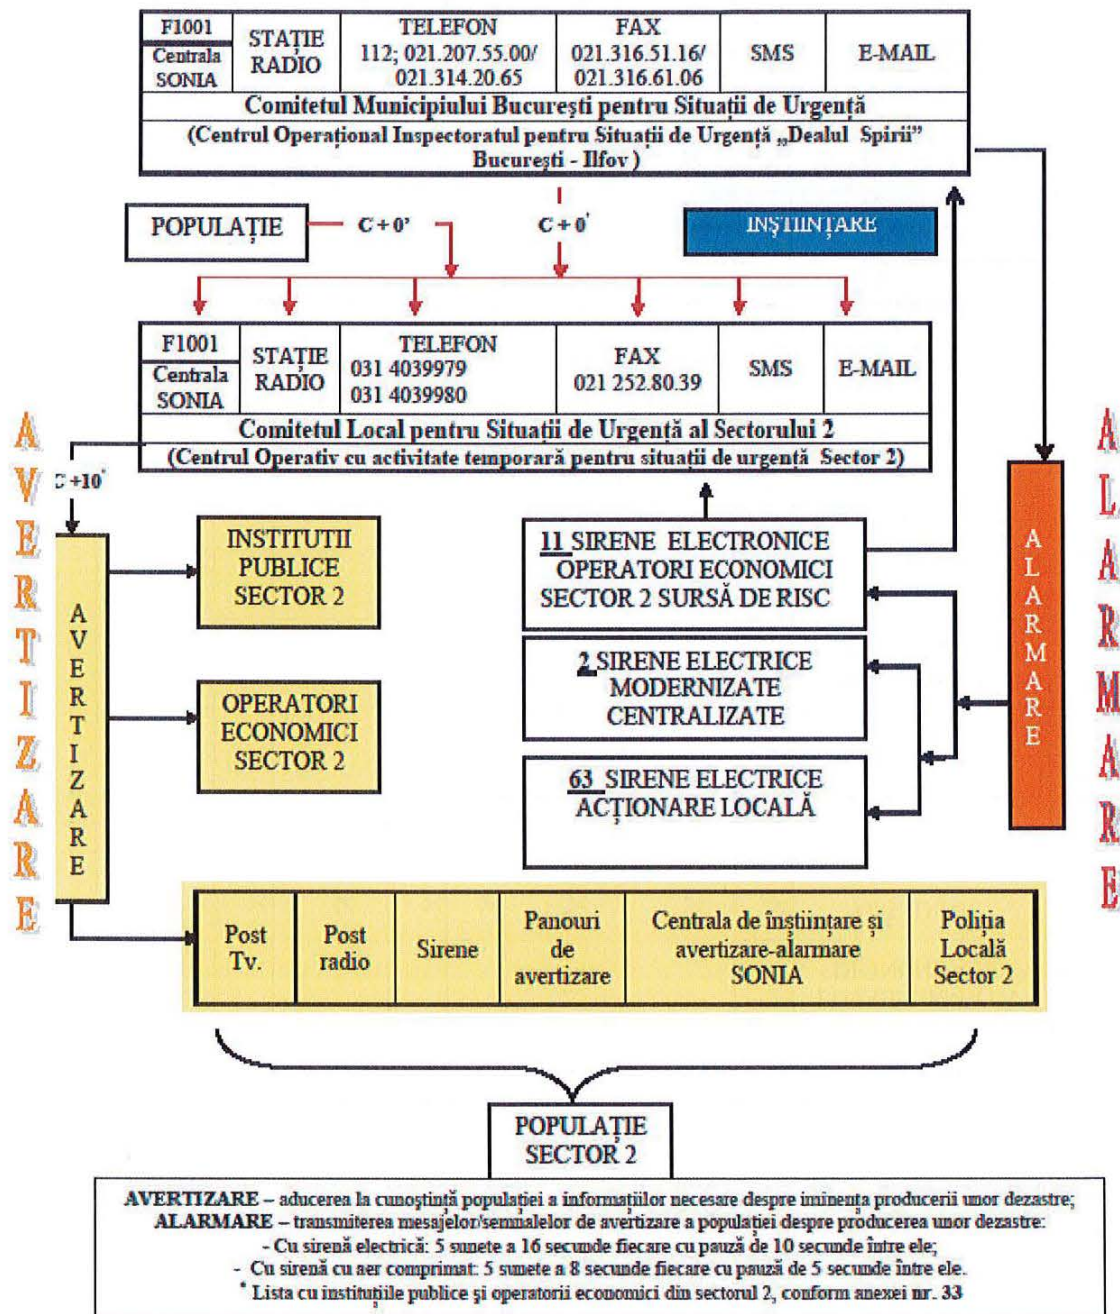 F1001
Centrala
SONIA
STAȚIE
RADIO
TELEFON
112; 021.207.55.00/
021.314.20.65
FAX
021.316.51.16/
021.316.61.06
SMS
E-MAIL
Comitetul Municipiului București pentru Situații de Urgență
(Centrul Operațional Inspectoratul pentru Situații de Urgență „Dealul Spirii”
București - Ilfov )
POPULAȚIE
C + 0’
C + 0'
INȘTIINȚARE
F1001
Centrala
SONIA
STAȚIE
RADIO
TELEFON
031 4039979
031 4039980
FAX
021 252.80.39
SMS
E-MAIL
Comitetul Local pentru Situații de Urgență al Sectorului 2
(Centrul Operativ cu activitate temporară pentru situații de urgență Sector 2)
AVERTIZARE
C +10'
AVERTIZARE
INSTITUTII
PUBLICE
SECTOR 2
OPERATORI
ECONOMICI
SECTOR 2
11 SIRENE ELECTRONICE
OPERATORI ECONOMICI
SECTOR 2 SURSĂ DE RISC
2 SIRENE ELECTRICE
MODERNIZATE
CENTRALIZATE
63 SIRENE ELECTRICE
ACȚIONARE LOCALĂ
ALARMARE
ALARMARE
Post
Tv.
Post
radio
Sirene
Panouri
de
avertizare
Centrala de înștiințare și
avertizare-alarmare
SONIA
Poliția
Locală
Sector 2
POPULAȚIE
SECTOR 2
AVERTIZARE – aducerea la cunoștință populației a informațiilor necesare despre iminența producerii unor dezastre;
ALARMARE – transmiterea mesajelor/semnalelor de avertizare a populației despre producerea unor dezastre:
- Cu sirenă electrică: 5 sunete a 16 secunde fiecare cu pauză de 10 secunde între ele;
- Cu sirenă cu aer comprimat: 5 sunete a 8 secunde fiecare cu pauză de 5 secunde între ele.
* Lista cu instituțiile publice și operatorii economici din sectorul 2, conform anexei nr. 33